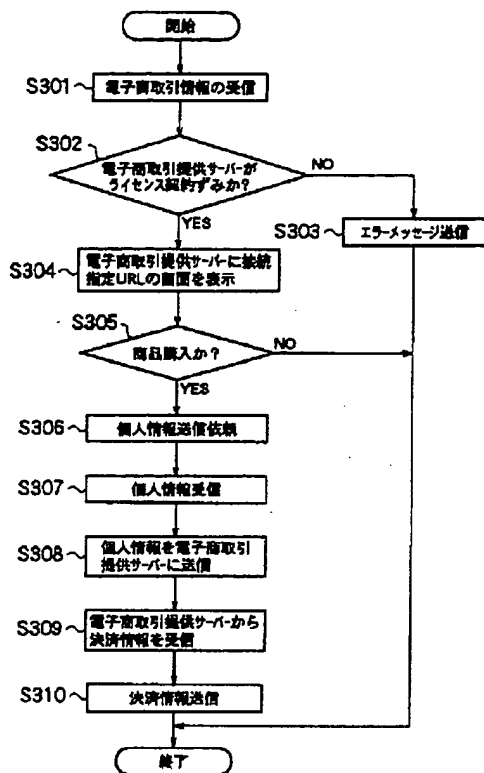 開始
S301
電子商取引情報の受信
S302
電子商取引提供サーバーが
ライセンス契約ずみか?
NO
YES
S303
エラーメッセージ送信
S304
電子商取引提供サーバーに接続
指定URLの画面を表示
S305
商品購入か?
NO
YES
S306
個人情報送信依頼
S307
個人情報受信
S308
個人情報を電子商取引
提供サーバーに送信
S309
電子商取引提供サーバーから
決済情報を受信
S310
決済情報送信
終了